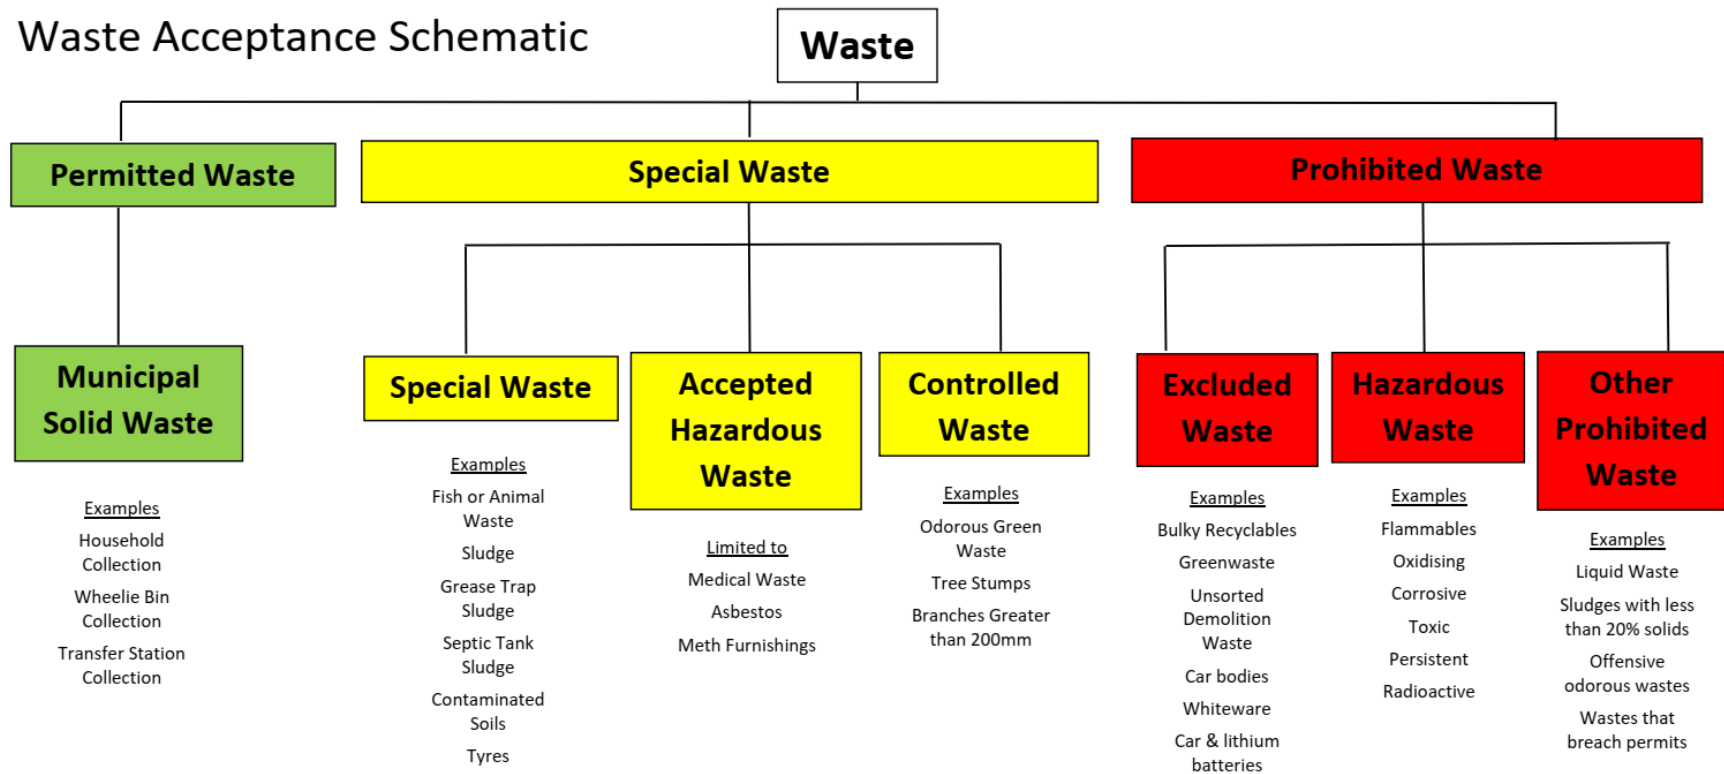 Waste Acceptance Schematic
Waste
Permitted Waste
Special Waste
Prohibited Waste
Municipal
Solid Waste
Examples
Household
Collection
Wheelie Bin
Collection
Transfer Station
Collection
Special Waste
Examples
Fish or Animal
Waste
Sludge
Grease Trap
Sludge
Septic Tank
Sludge
Contaminated
Soils
Tyres
Accepted
Hazardous
Waste
Limited to
Medical Waste
Asbestos
Meth Furnishings
Controlled
Waste
Examples
Odorous Green
Waste
Tree Stumps
Branches Greater
than 200mm
Excluded
Waste
Examples
Bulky Recyclables
Greenwaste
Unsorted
Demolition
Waste
Car bodies
Whiteware
Car & lithium
batteries
Hazardous
Waste
Examples
Flammables
Oxidising
Corrosive
Toxic
Persistent
Radioactive
Other
Prohibited
Waste
Examples
Liquid Waste
Sludges with less
than 20% solids
Offensive
odorous wastes
Wastes that
breach permits